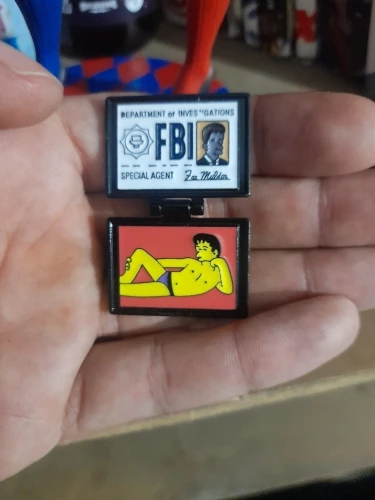 DEPARTMENT of INVESTIGATIONS
FBI
SPECIAL AGENT Fox Mulder